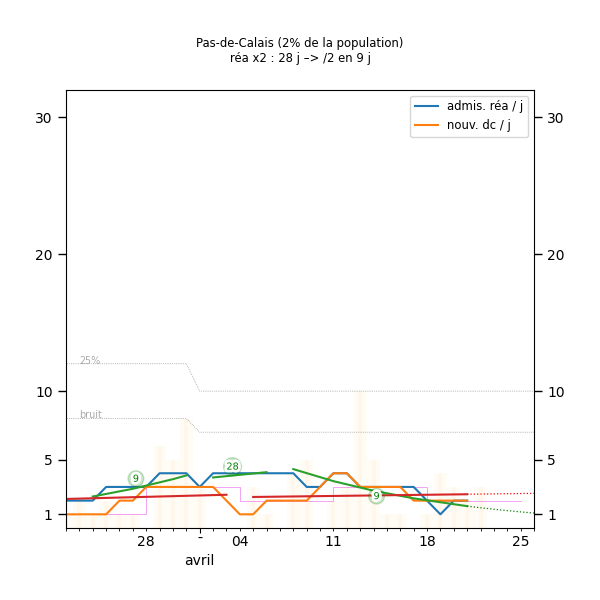 Pas-de-Calais (2% de la population)
réa x2 : 28 j –> /2 en 9 j
admis. réa / j
nouv. dc / j
30 30
20 20
25%
10 10
bruit
5 5
9 28 9
1 1
28 - 04 11 18 25
avril